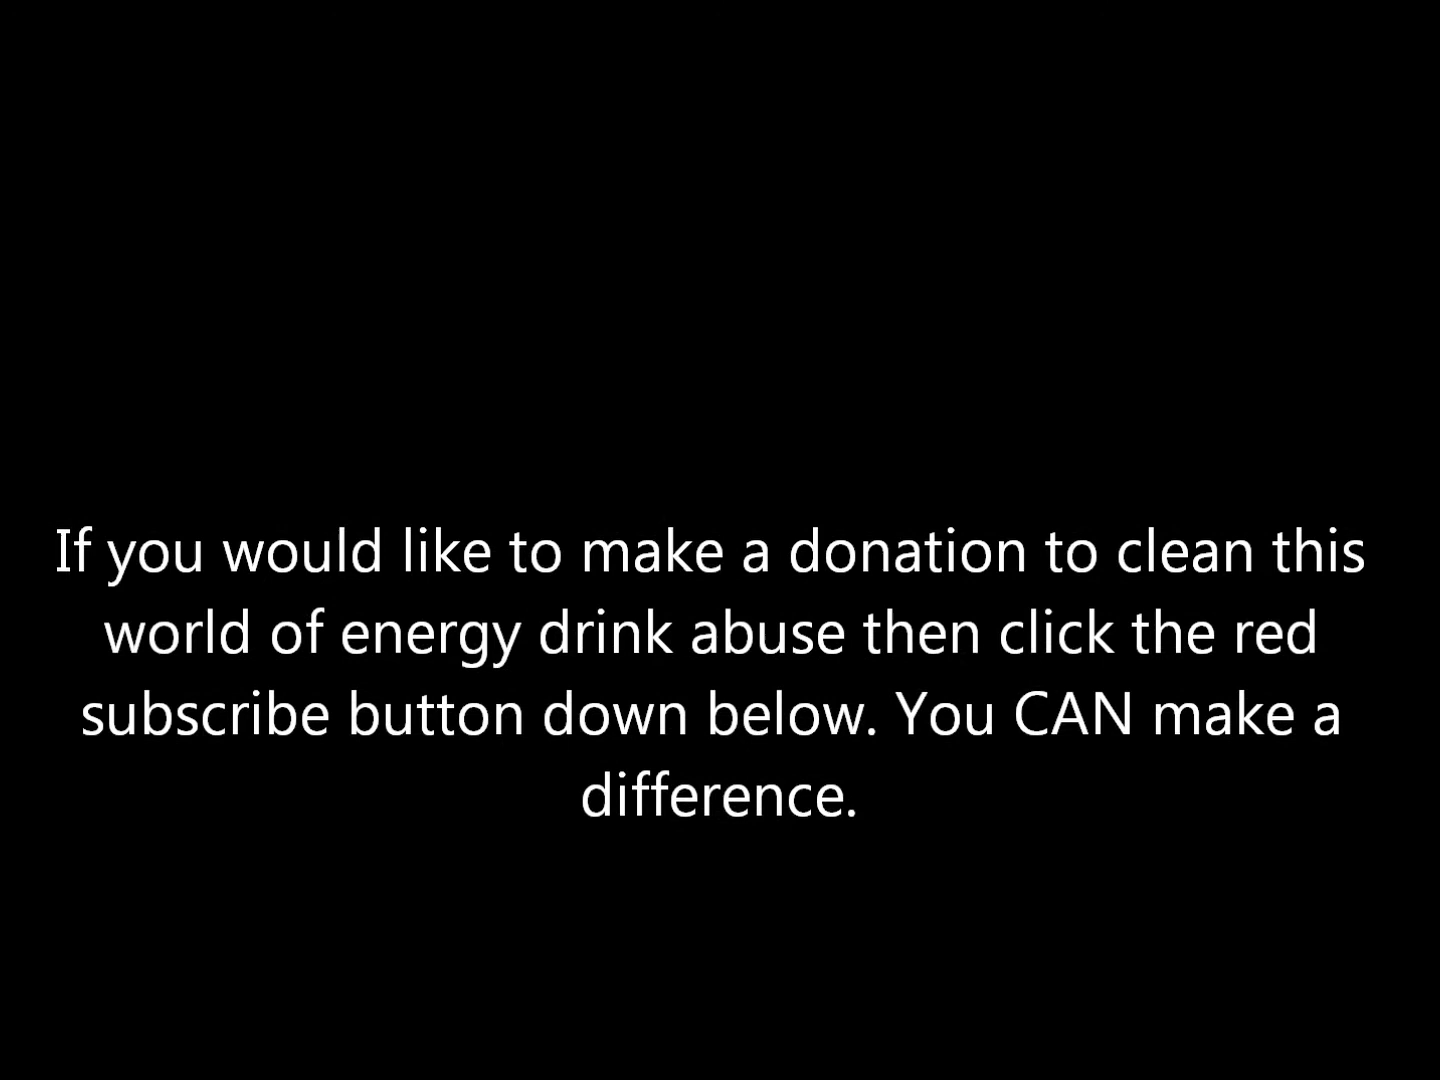 If you would like to make a donation to clean this
world of energy drink abuse then click the red
subscribe button down below. You CAN make a
difference.